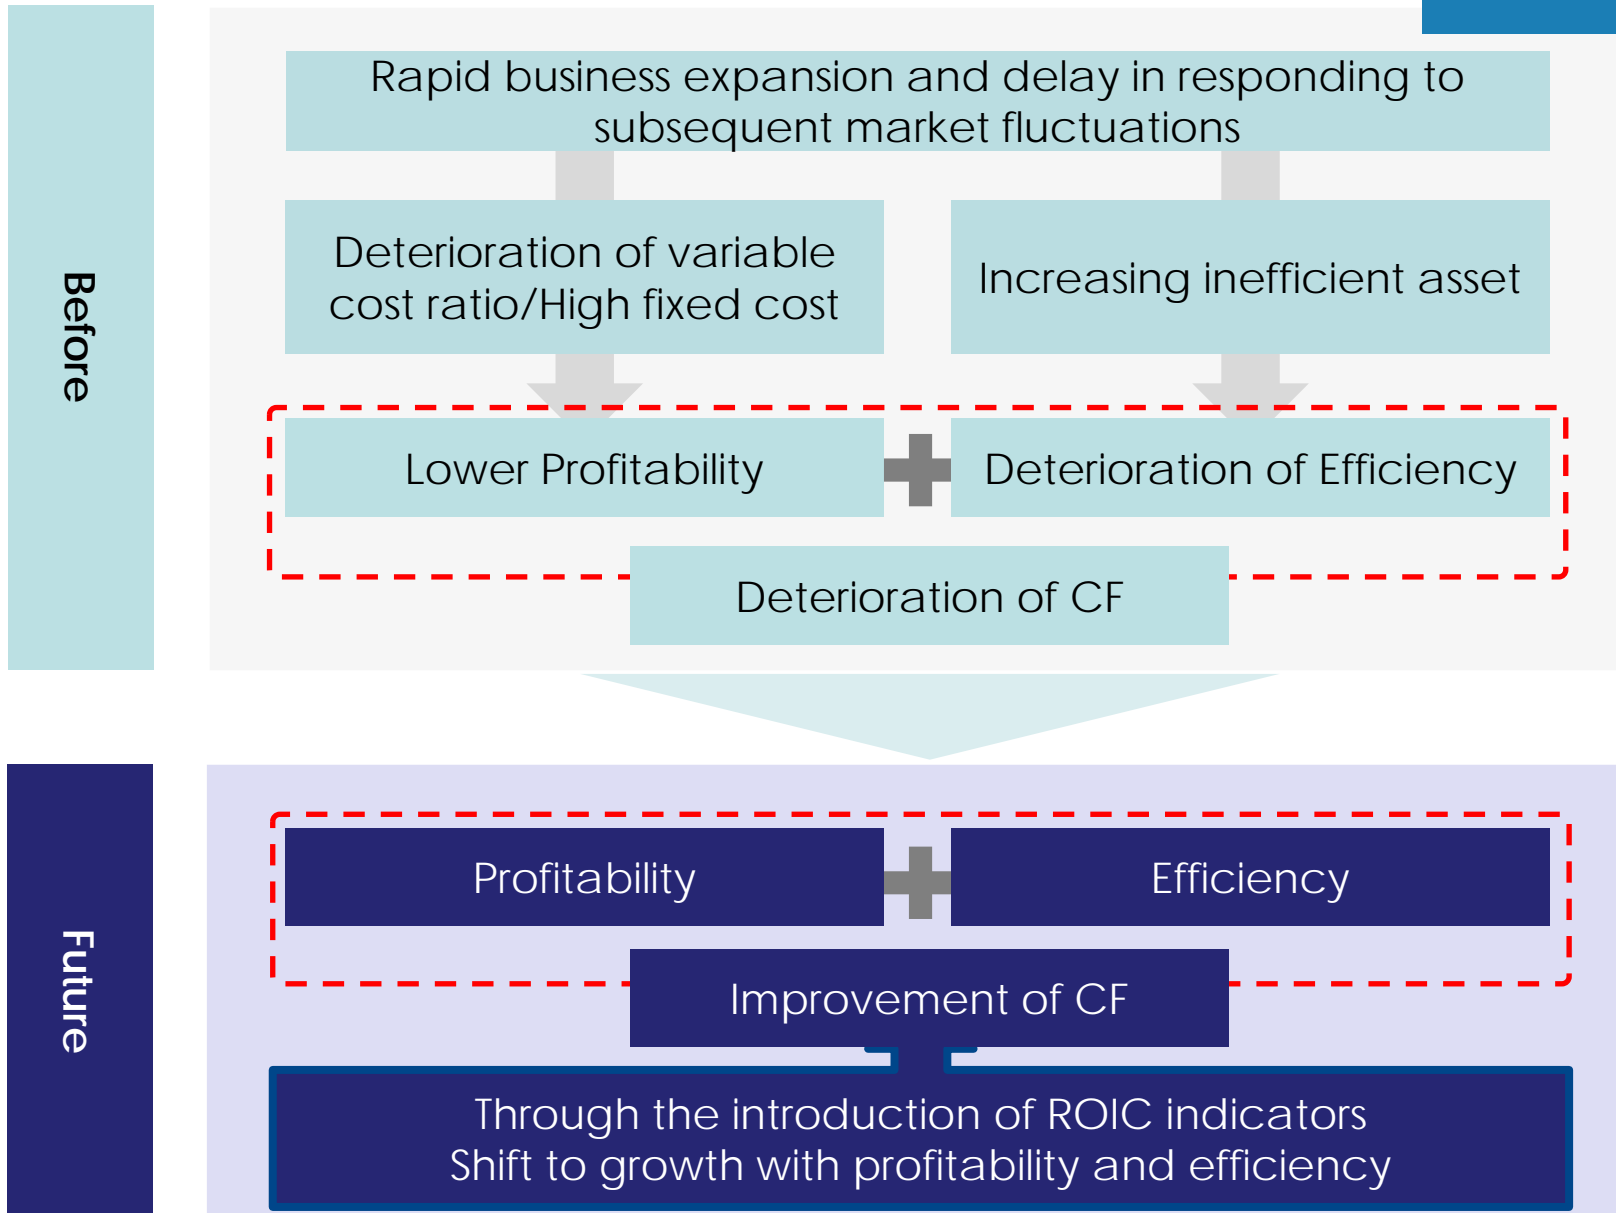 Before
Rapid business expansion and delay in responding to
subsequent market fluctuations
Deterioration of variable
cost ratio/High fixed cost
Increasing inefficient asset
Lower Profitability
Deterioration of Efficiency
Deterioration of CF
Future
Profitability
Efficiency
Improvement of CF
Through the introduction of ROIC indicators
Shift to growth with profitability and efficiency